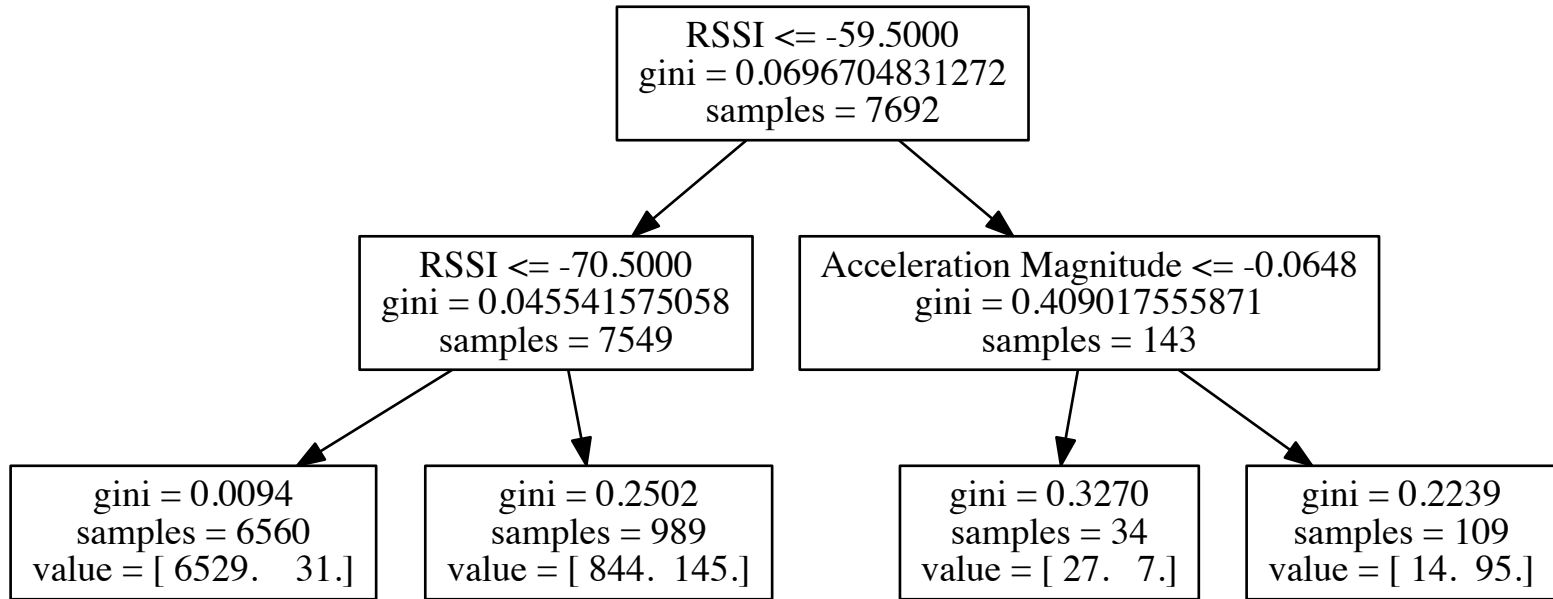 RSSI <= -59.5000
gini = 0.0696704831272
samples = 7692
RSSI <= -70.5000
gini = 0.045541575058
samples = 7549
Acceleration Magnitude <= -0.0648
gini = 0.409017555871
samples = 143
gini = 0.0094
samples = 6560
value = [ 6529.    31.]
gini = 0.2502
samples = 989
value = [ 844.  145.]
gini = 0.3270
samples = 34
value = [ 27.   7.]
gini = 0.2239
samples = 109
value = [ 14.  95.]